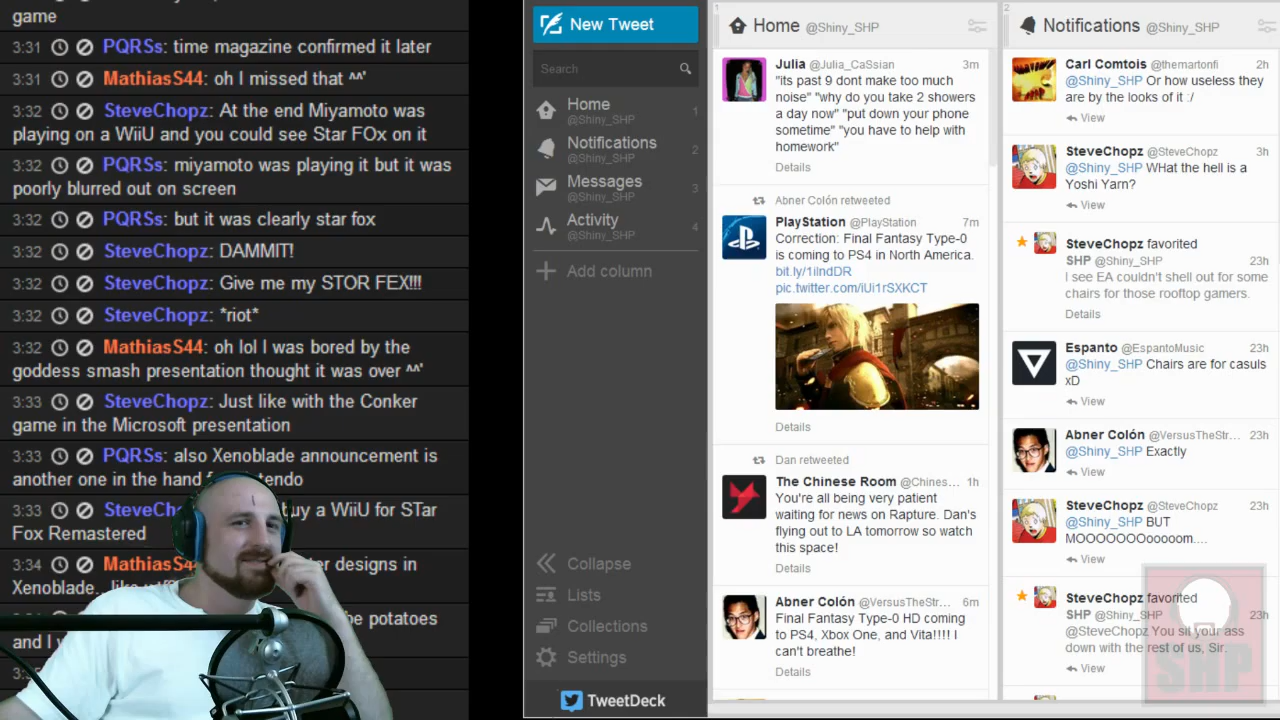 game
3:31 PQRSs: time magazine confirmed it later
3:31 MathiasS44: oh I missed that ^^'
3:32 SteveChopz: At the end Miyamoto was
playing on a WiiU and you could see Star FOx on it
3:32 PQRSs: miyamoto was playing it but it was
poorly blurred out on screen
3:32 PQRSs: but it was clearly star fox
3:32 SteveChopz: DAMMIT!
3:32 SteveChopz: Give me my STOR FEX!!!
3:32 SteveChopz: *riot*
3:32 MathiasS44: oh lol I was bored by the
goddess smash presentation thought it was over ^^'
3:33 SteveChopz: Just like with the Conker
game in the Microsoft presentation
3:33 PQRSs: also Xenoblade announcement is
another one in the hand
3:33 SteveCh buy a WiiU for STar
Fox Remastered
3:34 MathiasS4 designs in
Xenoblade...like
be potatoes
and I
New Tweet
Search
Home 1
@Shiny_SHP
Notifications 2
@Shiny_SHP
Messages 3
@Shiny_SHP
Activity 4
@Shiny_SHP
Add column
Collapse
Lists
Collections
Settings
TweetDeck
1
Home @Shiny_SHP
Julia @Julia_CaSsian 3m
"its past 9 dont make too much
noise" "why do you take 2 showers
a day now" "put down your phone
sometime" "you have to help with
homework"
Details
Abner Colón retweeted
PlayStation @PlayStation 7m
Correction: Final Fantasy Type-0
is coming to PS4 in North America.
bit.ly/1iIndDR
pic.twitter.com/iUi1rSXKCT
Details
Dan retweeted
The Chinese Room @Chines... 1h
You're all being very patient
waiting for news on Rapture. Dan's
flying out to LA tomorrow so watch
this space!
Details
Abner Colón @VersusTheStr... 6m
Final Fantasy Type-0 HD coming
to PS4, Xbox One, and Vita!!!! I
can't breathe!
Details
2
Notifications @Shiny_SHP
Carl Comtois @themartonfi 2h
@Shiny_SHP Or how useless they
are by the looks of it :/
View
SteveChopz @SteveChopz 3h
@Shiny_SHP WHat the hell is a
Yoshi Yarn?
View
SteveChopz favorited
SHP @Shiny_SHP 23h
I see EA couldn't shell out for some
chairs for those rooftop gamers.
Details
Espanto @EspantoMusic 23h
@Shiny_SHP Chairs are for casuls
xD
View
Abner Colón @VersusTheStr... 23h
@Shiny_SHP Exactly
View
SteveChopz @SteveChopz 23h
@Shiny_SHP BUT
MOOOOOOOooooom....
View
SteveChopz favorited
SHP @Shiny_SHP 23h
@SteveChopz You sit your ass
down with the rest of us, Sir.
View
SHP